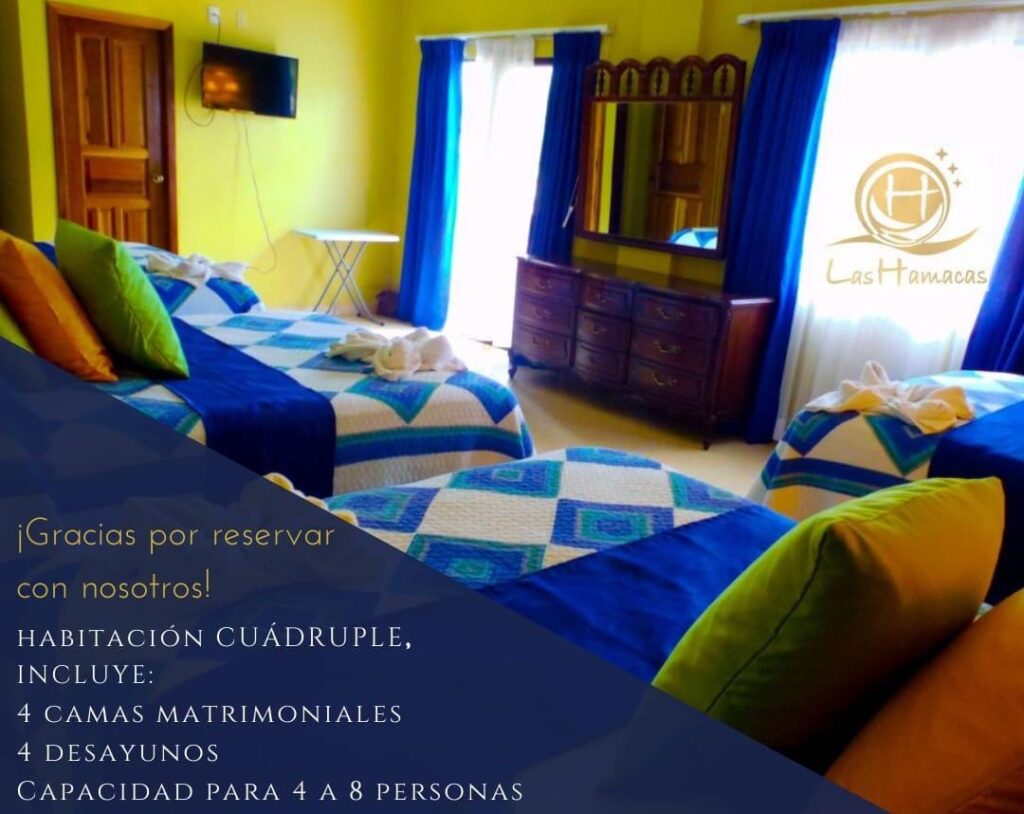 H
LasHamacas
¡Gracias por reservar
con nosotros!
HABITACIÓN CUÁDRUPLE,
INCLUYE:
4 CAMAS MATRIMONIALES
4 DESAYUNOS
CAPACIDAD PARA 4 A 8 PERSONAS